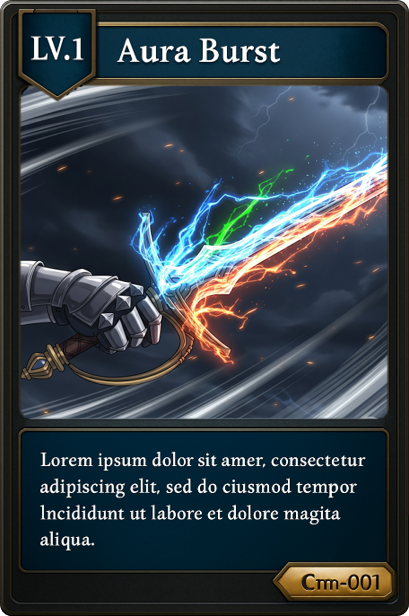 LV.1
Aura Burst
Lorem ipsum dolor sit amer, consectetur
adipiscing elit, sed do ciusmod tempor
Incididunt ut labore et dolore magita
aliqua.
Crm-001